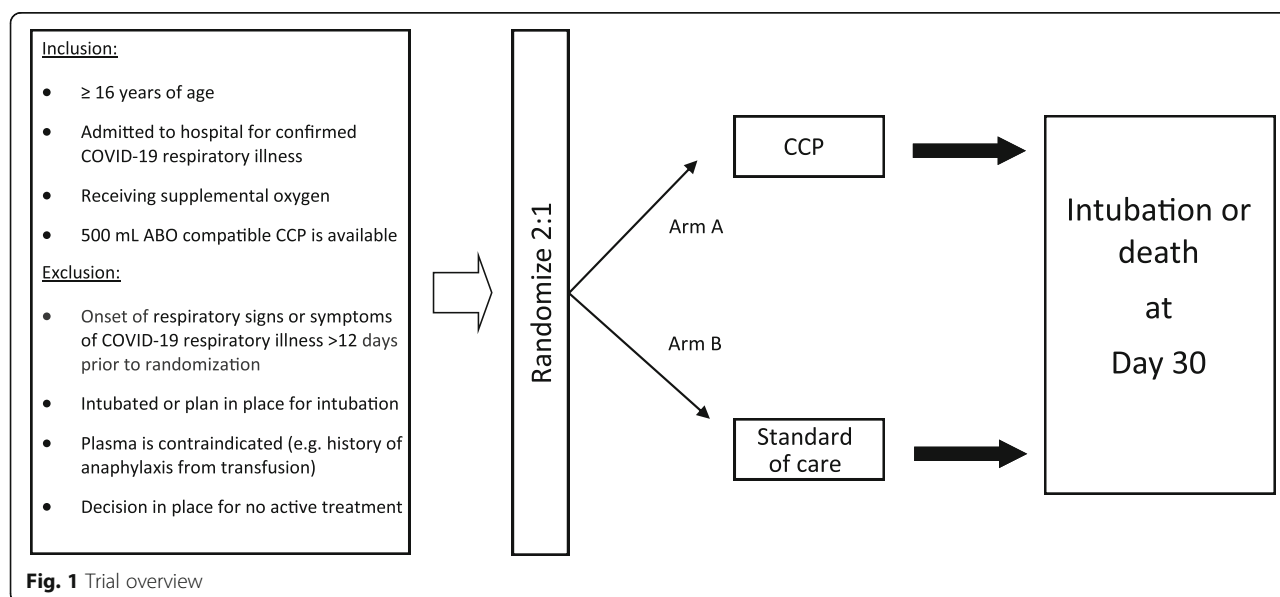 Inclusion:
• ≥ 16 years of age
• Admitted to hospital for confirmed
COVID-19 respiratory illness
• Receiving supplemental oxygen
• 500 mL ABO compatible CCP is available
Exclusion:
• Onset of respiratory signs or symptoms
of COVID-19 respiratory illness >12 days
prior to randomization
• Intubated or plan in place for intubation
• Plasma is contraindicated (e.g. history of
anaphylaxis from transfusion)
• Decision in place for no active treatment
Randomize 2:1
Arm A
Arm B
CCP
Standard
of care
Intubation or
death
at
Day 30
Fig. 1 Trial overview